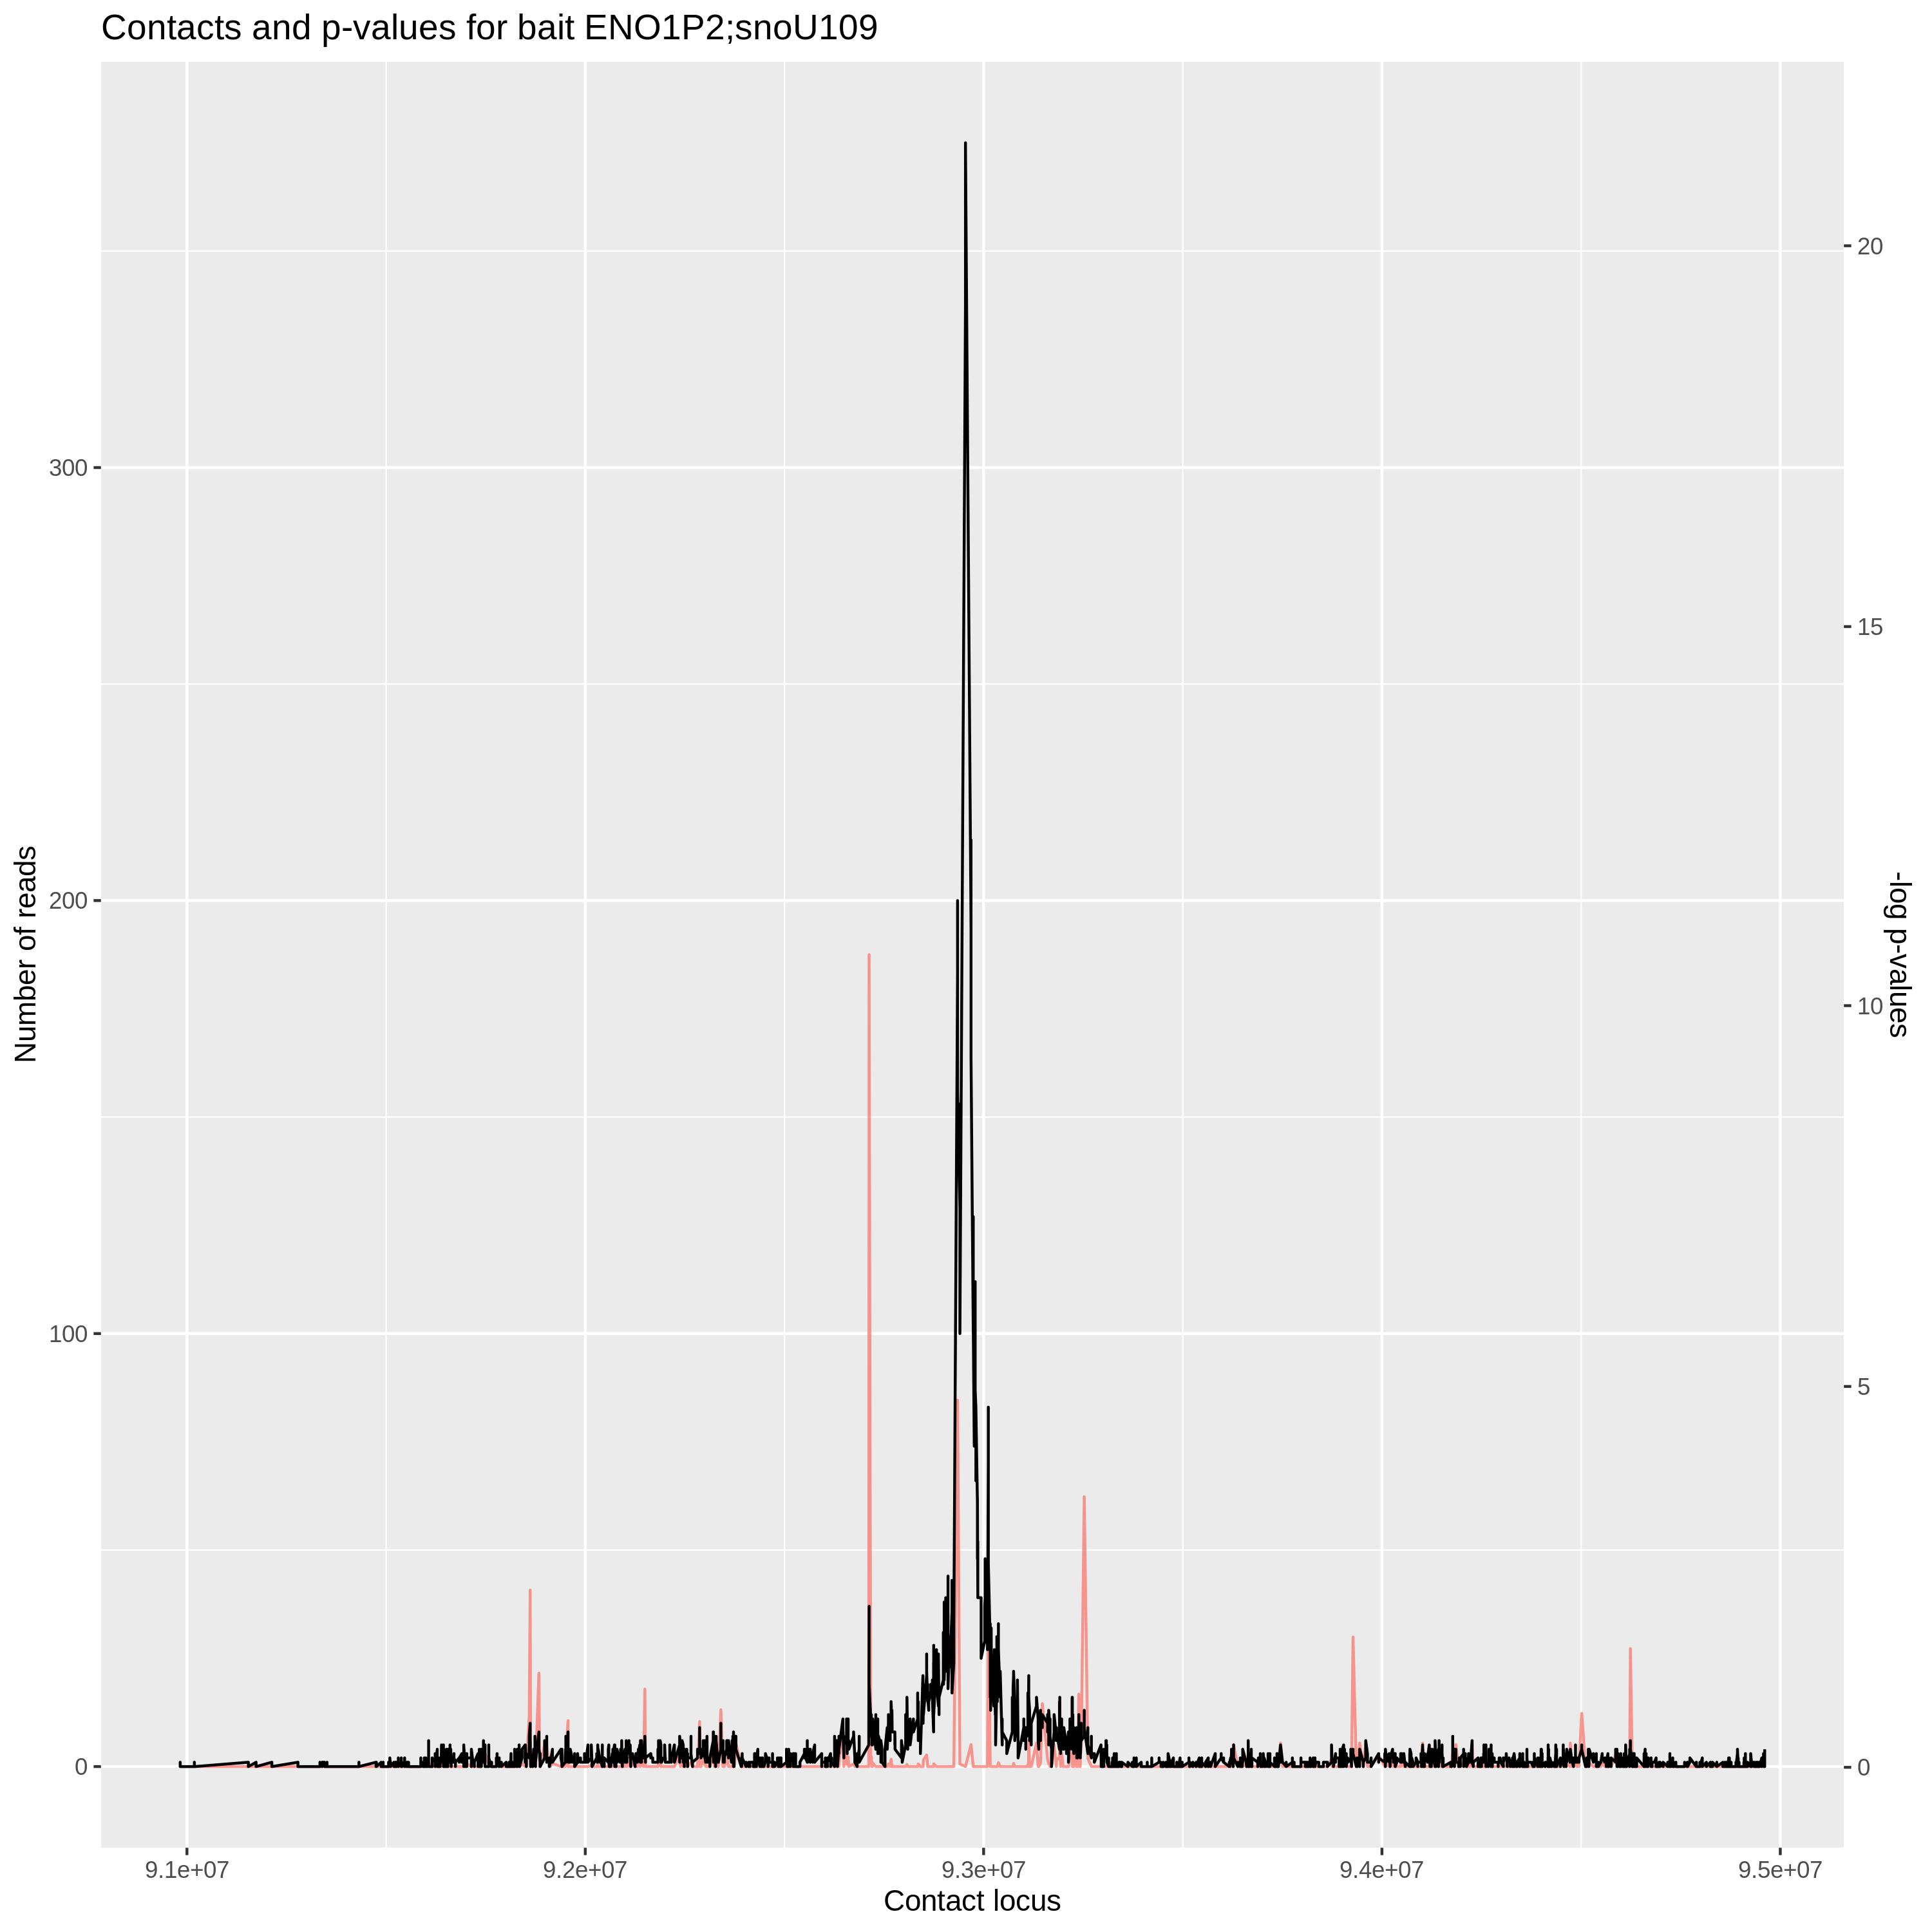 Contacts and p-values for bait ENO1P2;snoU109
Number of reads
300
200
100
0
20
15
10
5
0
-log p-values
9.1e+07 9.2e+07 9.3e+07 9.4e+07 9.5e+07
Contact locus